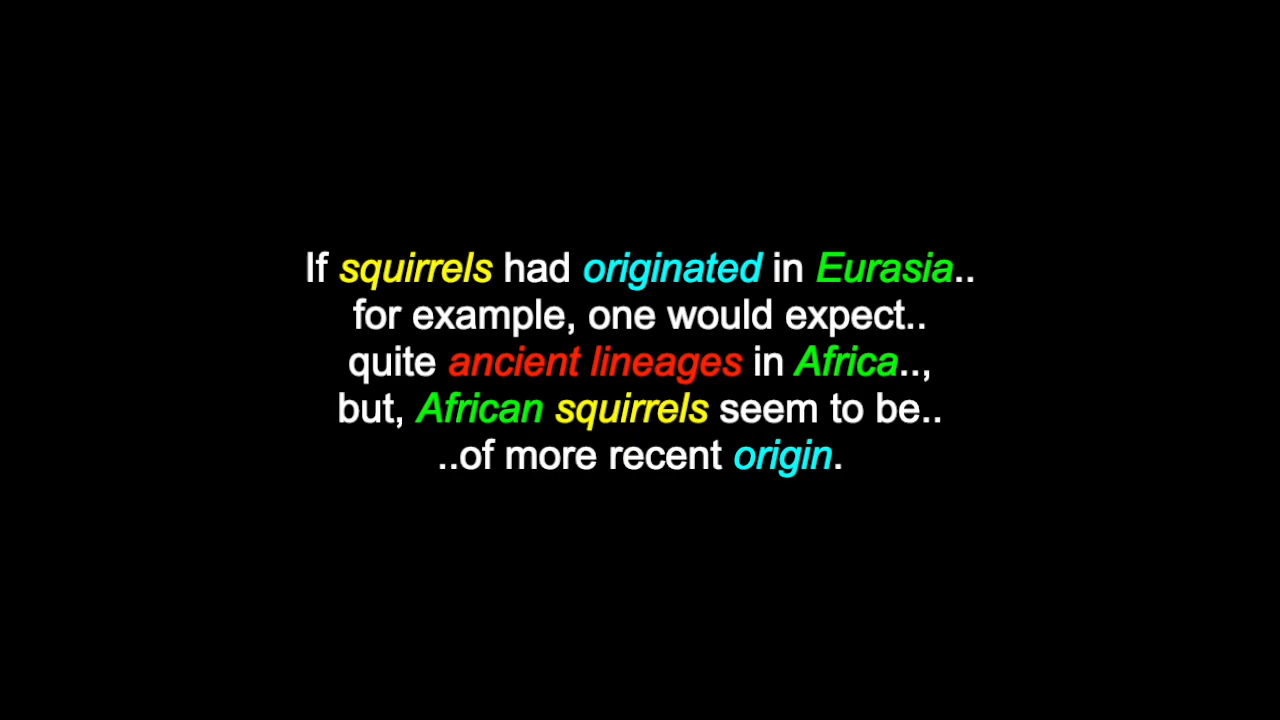 If squirrels had originated in Eurasia..
for example, one would expect..
quite ancient lineages in Africa..,
but, African squirrels seem to be..
..of more recent origin.